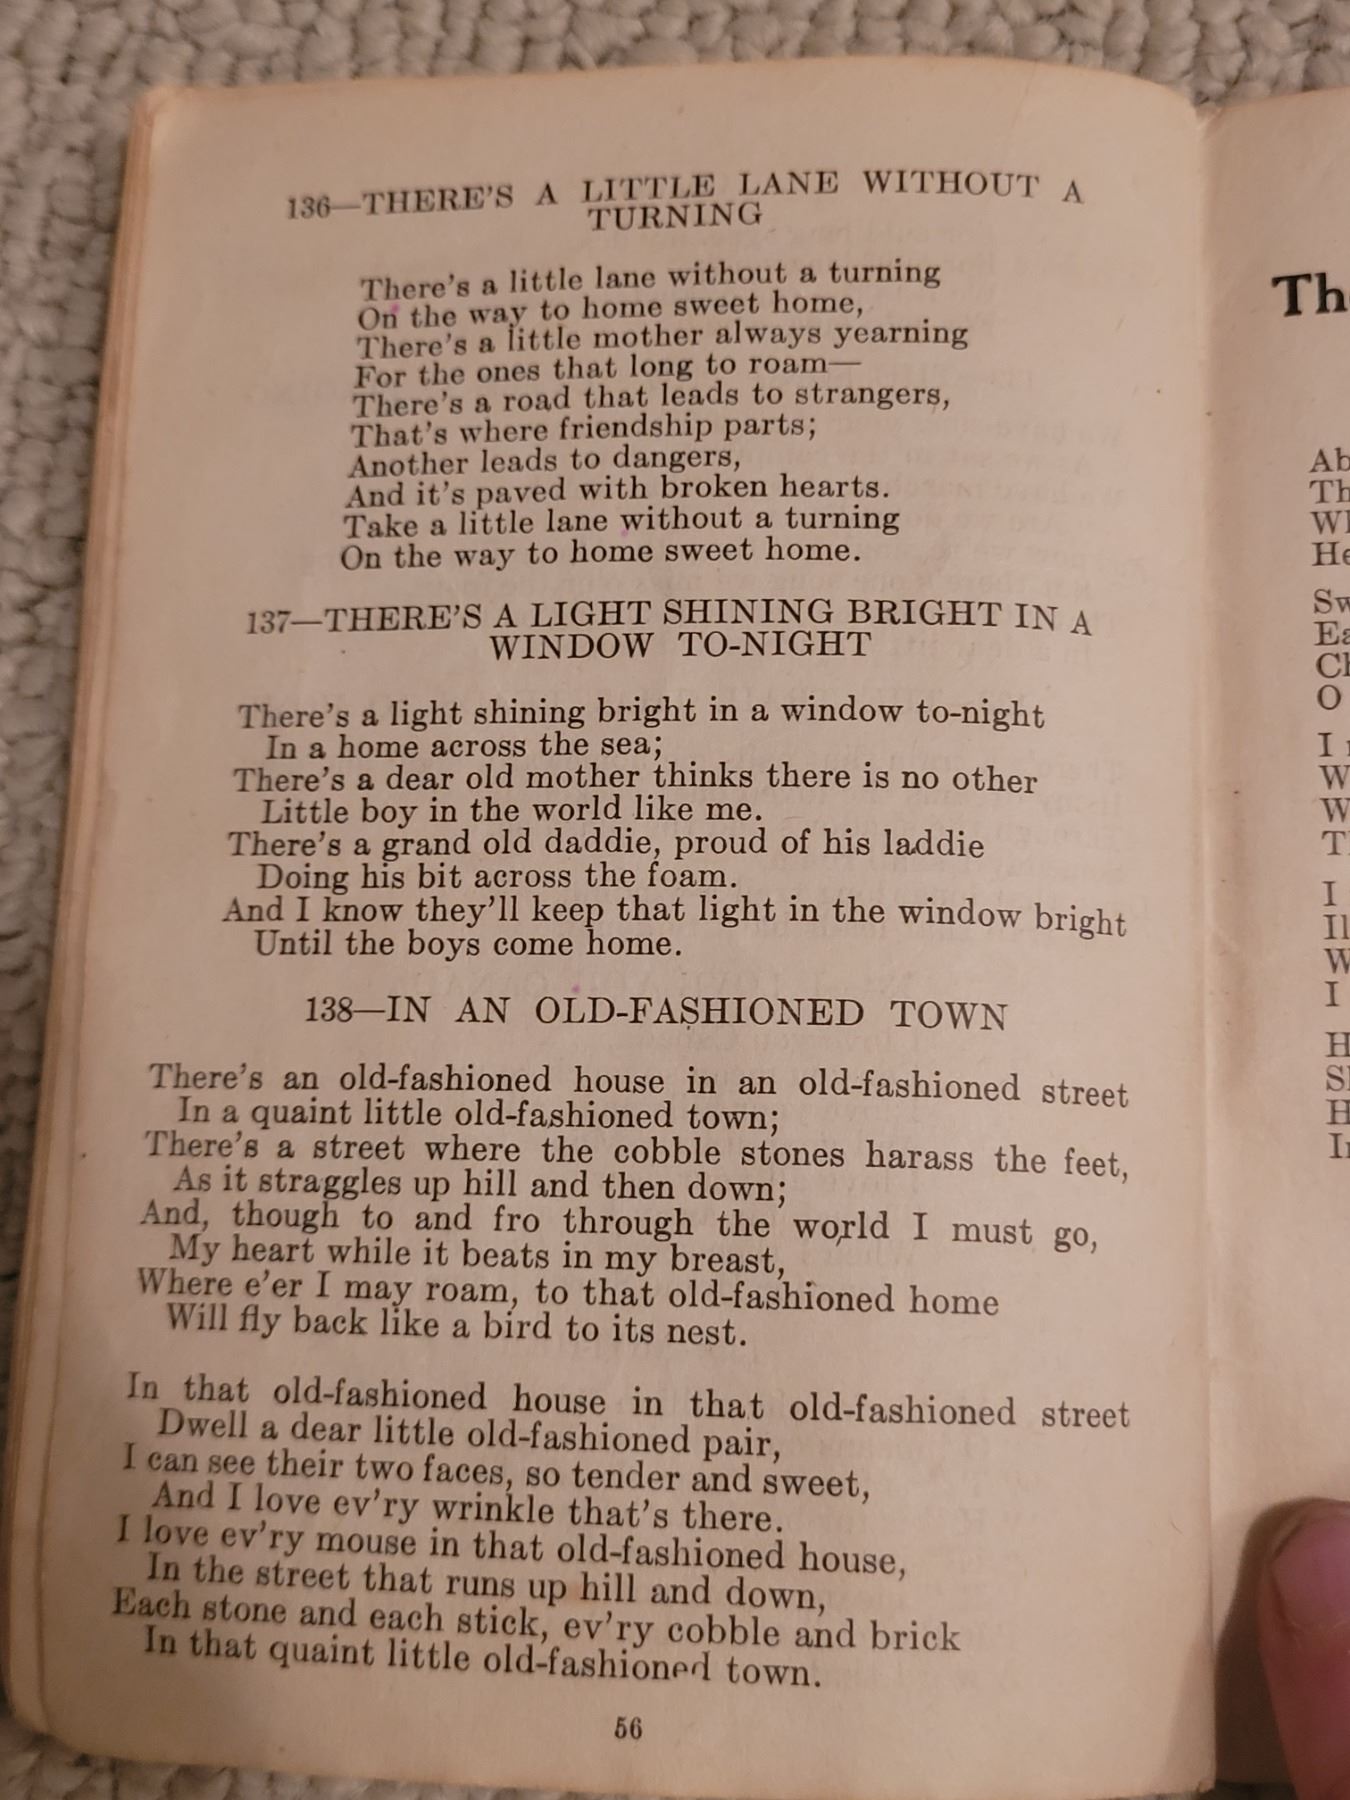 136—THERE'S A LITTLE LANE WITHOUT A
TURNING
There's a little lane without a turning
On the way to home sweet home,
There's a little mother always yearning
For the ones that long to roam—
There's a road that leads to strangers,
That's where friendship parts;
Another leads to dangers,
And it's paved with broken hearts.
Take a little lane without a turning
On the way to home sweet home.
137—THERE'S A LIGHT SHINING BRIGHT IN A
WINDOW TO-NIGHT
There's a light shining bright in a window to-night
In a home across the sea;
There's a dear old mother thinks there is no other
Little boy in the world like me.
There's a grand old daddie, proud of his laddie
Doing his bit across the foam.
And I know they'll keep that light in the window bright
Until the boys come home.
138—IN AN OLD-FASHIONED TOWN
There's an old-fashioned house in an old-fashioned street
In a quaint little old-fashioned town;
There's a street where the cobble stones harass the feet,
As it straggles up hill and then down;
And, though to and fro through the world I must go,
My heart while it beats in my breast,
Where e'er I may roam, to that old-fashioned home
Will fly back like a bird to its nest.
In that old-fashioned house in that old-fashioned street
Dwell a dear little old-fashioned pair,
I can see their two faces, so tender and sweet,
And I love ev'ry wrinkle that's there.
I love ev'ry mouse in that old-fashioned house,
In the street that runs up hill and down,
Each stone and each stick, ev'ry cobble and brick
In that quaint little old-fashioned town.
56